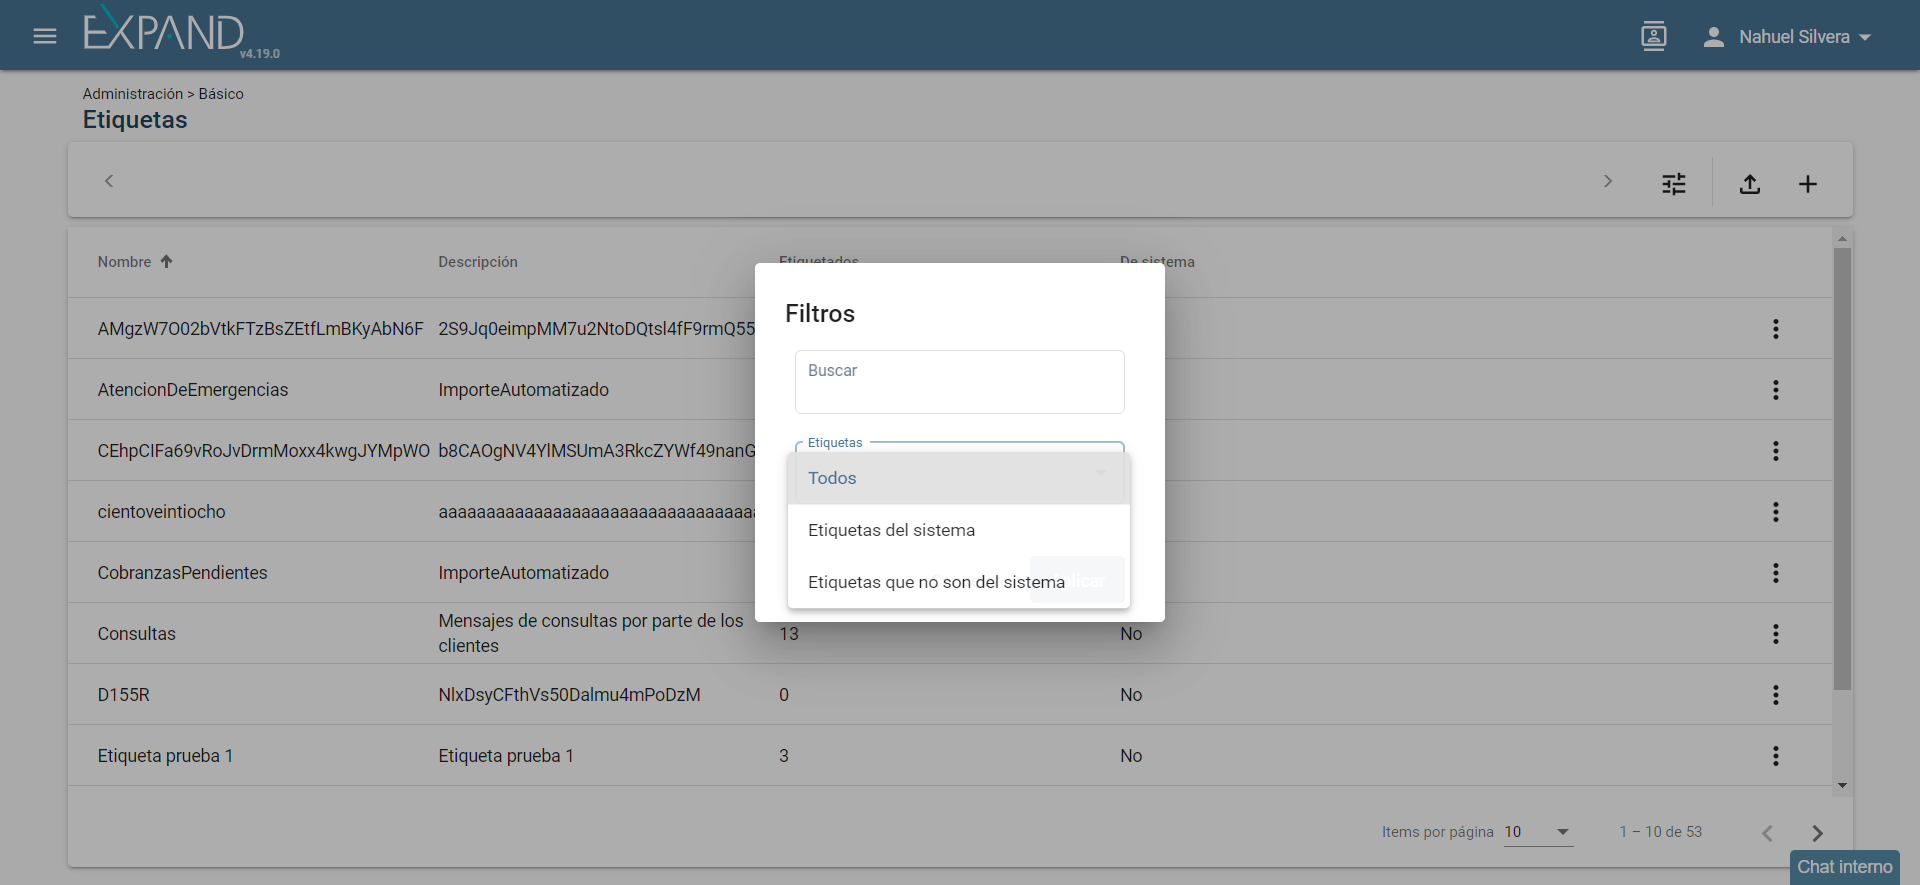 EXPAND
v4.19.0
Nahuel Silvera
Administración > Básico
Etiquetas
Nombre
Descripción
Etiquetados
De sistema
AMgzW7O02bVtkFTzBsZEtfLmBKyAbN6F
2S9Jq0eimpMM7u2NtoDQtsl4fF9rmQ55
AtencionDeEmergencias
ImporteAutomatizado
CEhpCIFa69vRoJvDrmMoxx4kwgJYMpWO
b8CAOgNV4YlMSUmA3RkcZYWf49nanG
cientoveintiocho
CobranzasPendientes
ImporteAutomatizado
Consultas
Mensajes de consultas por parte de los
clientes
13
No
D155R
NlxDsyCFthVs50Dalmu4mPoDzM
0
No
Etiqueta prueba 1
Etiqueta prueba 1
3
No
Filtros
Buscar
Etiquetas
Todos
Etiquetas del sistema
Etiquetas que no son del sistema
Items por página
10
1 – 10 de 53
Chat interno